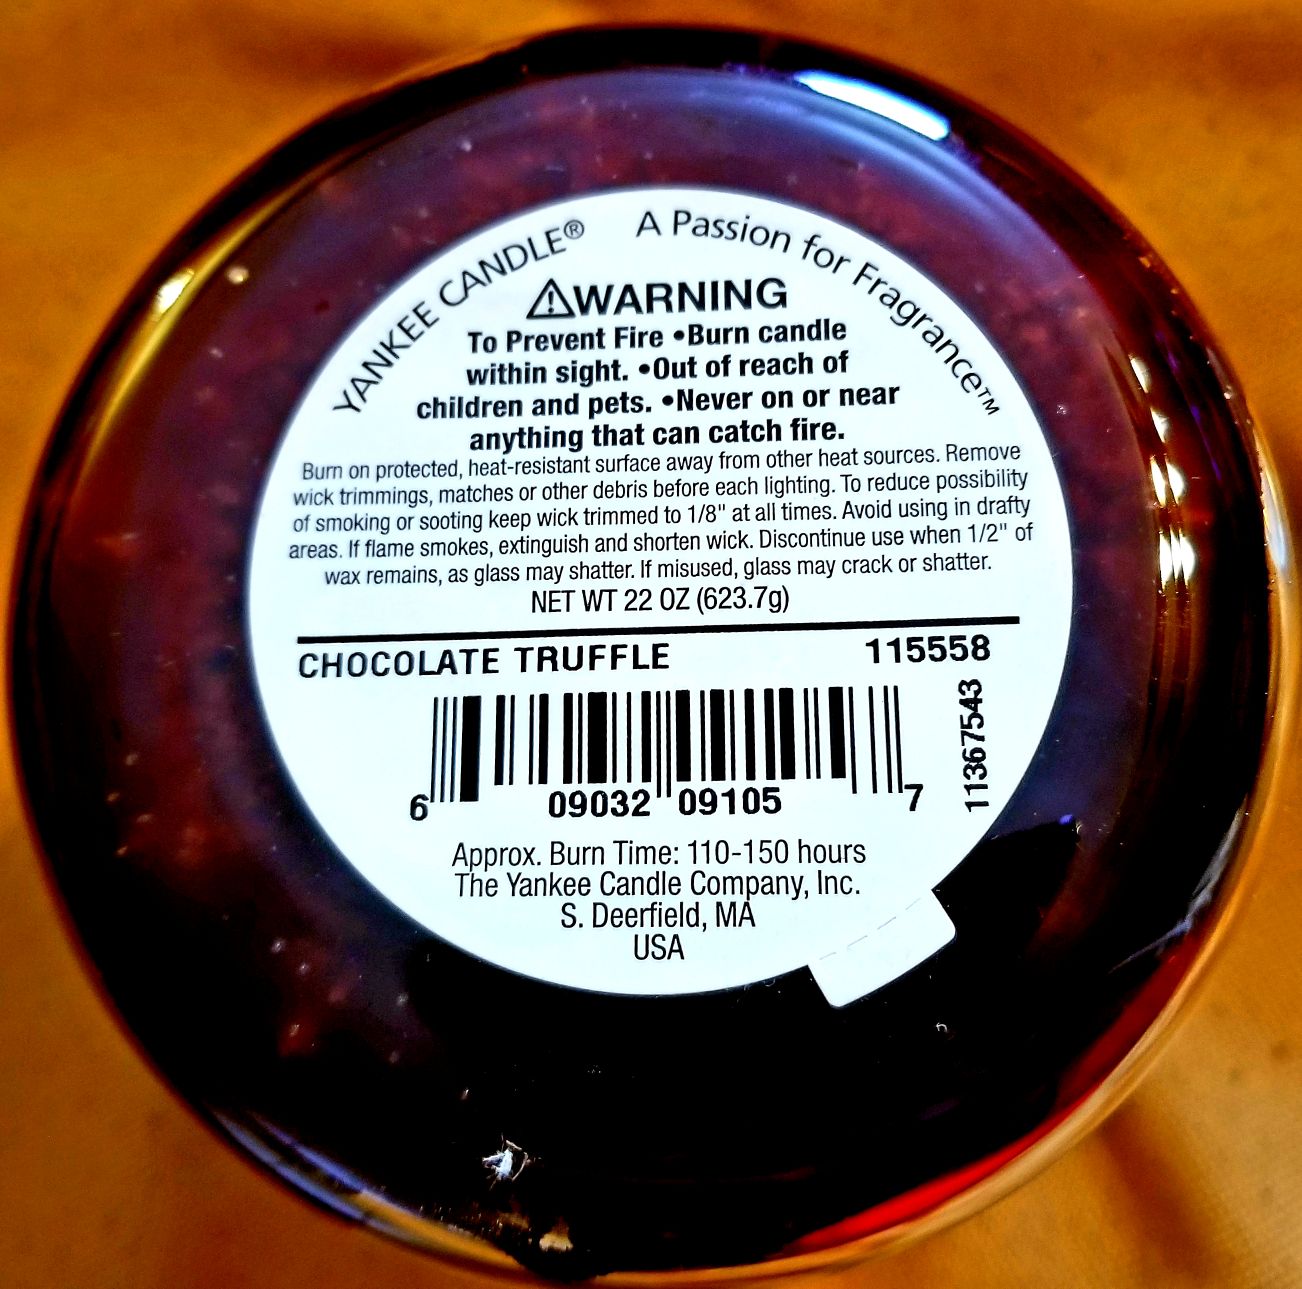 YANKEE CANDLE® A Passion for Fragrance™
⚠WARNING
To Prevent Fire •Burn candle
within sight. •Out of reach of
children and pets. •Never on or near
anything that can catch fire.
Burn on protected, heat-resistant surface away from other heat sources. Remove
wick trimmings, matches or other debris before each lighting. To reduce possibility
of smoking or sooting keep wick trimmed to 1/8" at all times. Avoid using in drafty
areas. If flame smokes, extinguish and shorten wick. Discontinue use when 1/2" of
wax remains, as glass may shatter. If misused, glass may crack or shatter.
NET WT 22 OZ (623.7g)
CHOCOLATE TRUFFLE 115558
11367543
6 09032 09105 7
Approx. Burn Time: 110-150 hours
The Yankee Candle Company, Inc.
S. Deerfield, MA
USA